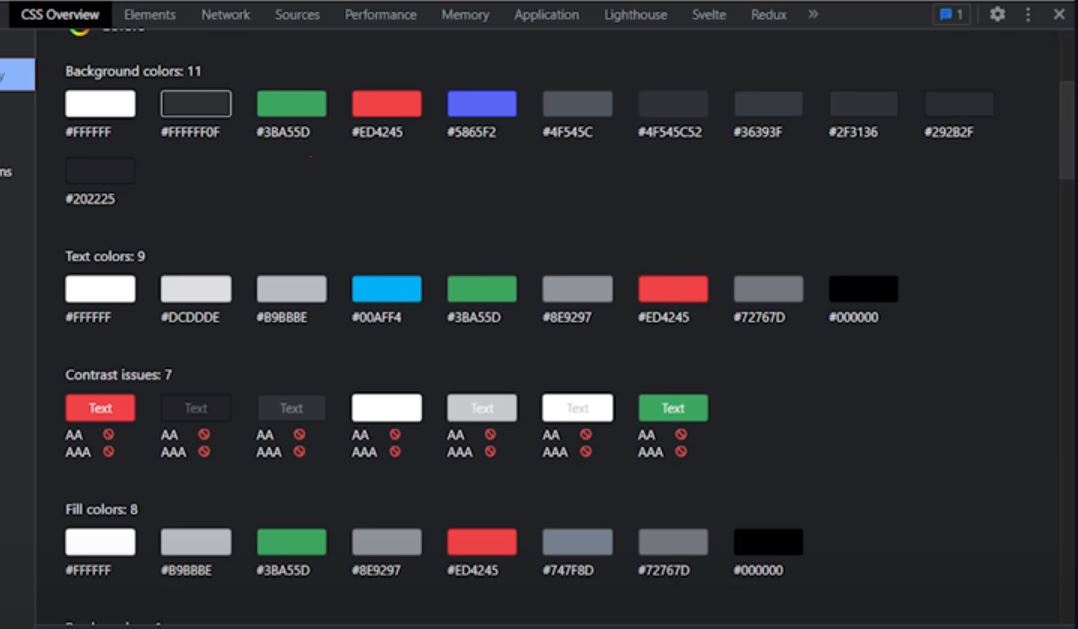 CSS Overview Elements Network Sources Performance Memory Application Lighthouse Svelte Redux » 1
Colors
Background colors: 11
#FFFFFF #FFFFFF0F #3BA55D #ED4245 #5865F2 #4F545C #4F545C52 #36393F #2F3136 #292B2F
#202225
Text colors: 9
#FFFFFF #DCDDDE #B9BBBE #00AFF4 #3BA55D #8E9297 #ED4245 #72767D #000000
Contrast issues: 7
Text Text Text Text Text Text
AA AA AA AA AA AA AA
AAA AAA AAA AAA AAA AAA AAA
Fill colors: 8
#FFFFFF #B9BBBE #3BA55D #8E9297 #ED4245 #747F8D #72767D #000000